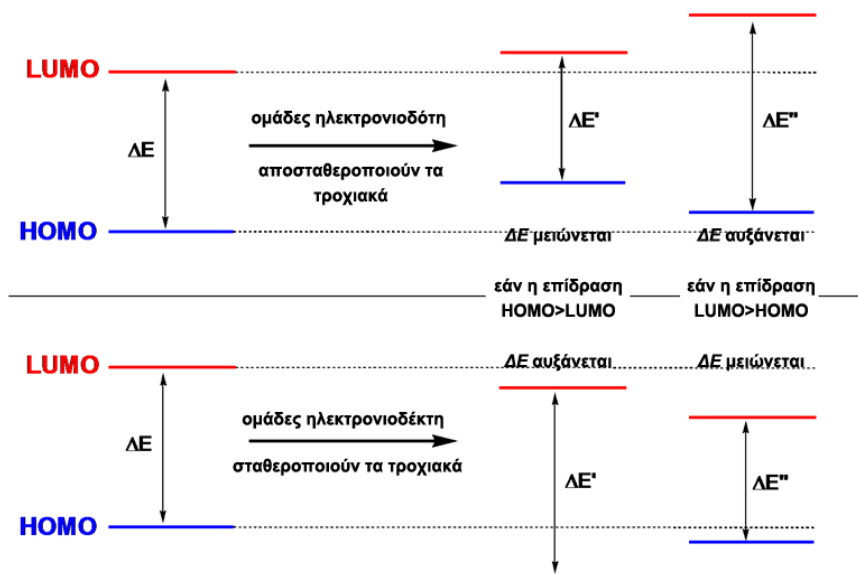 LUMO
ΔE
HOMO
ομάδες ηλεκτρονιοδότη
αποσταθεροποιούν τα
τροχιακά
ΔE'
ΔE"
ΔE μειώνεται
ΔE αυξάνεται
εάν η επίδραση
HOMO>LUMO
εάν η επίδραση
LUMO>HOMO
LUMO
ΔE
HOMO
ομάδες ηλεκτρονιοδέκτη
σταθεροποιούν τα τροχιακά
ΔE αυξάνεται
ΔE μειώνεται
ΔE'
ΔE"